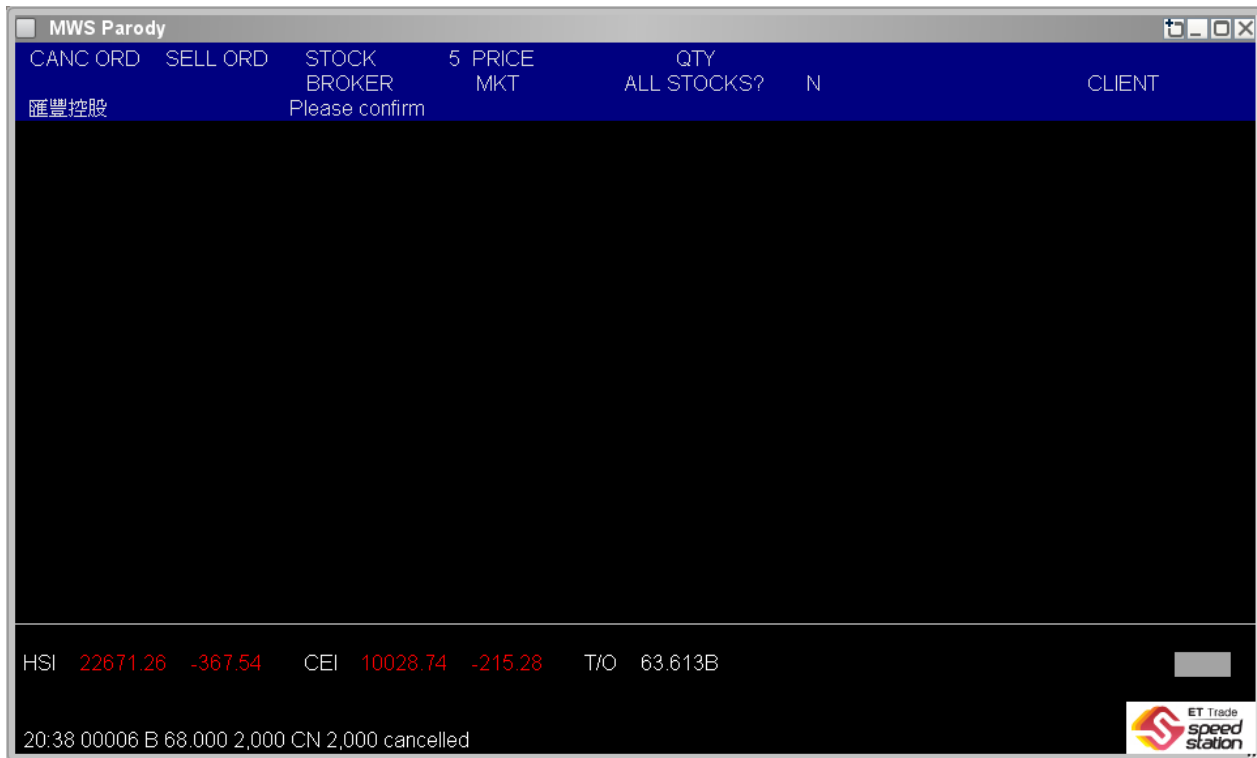 MWS Parody
CANC ORD SELL ORD STOCK 5 PRICE QTY
BROKER MKT ALL STOCKS? N CLIENT
匯豐控股 Please confirm
HSI 22671.26 -367.54 CEI 10028.74 -215.28 T/O 63.613B
20:38 00006 B 68.000 2,000 CN 2,000 cancelled
ET Trade
speed
station